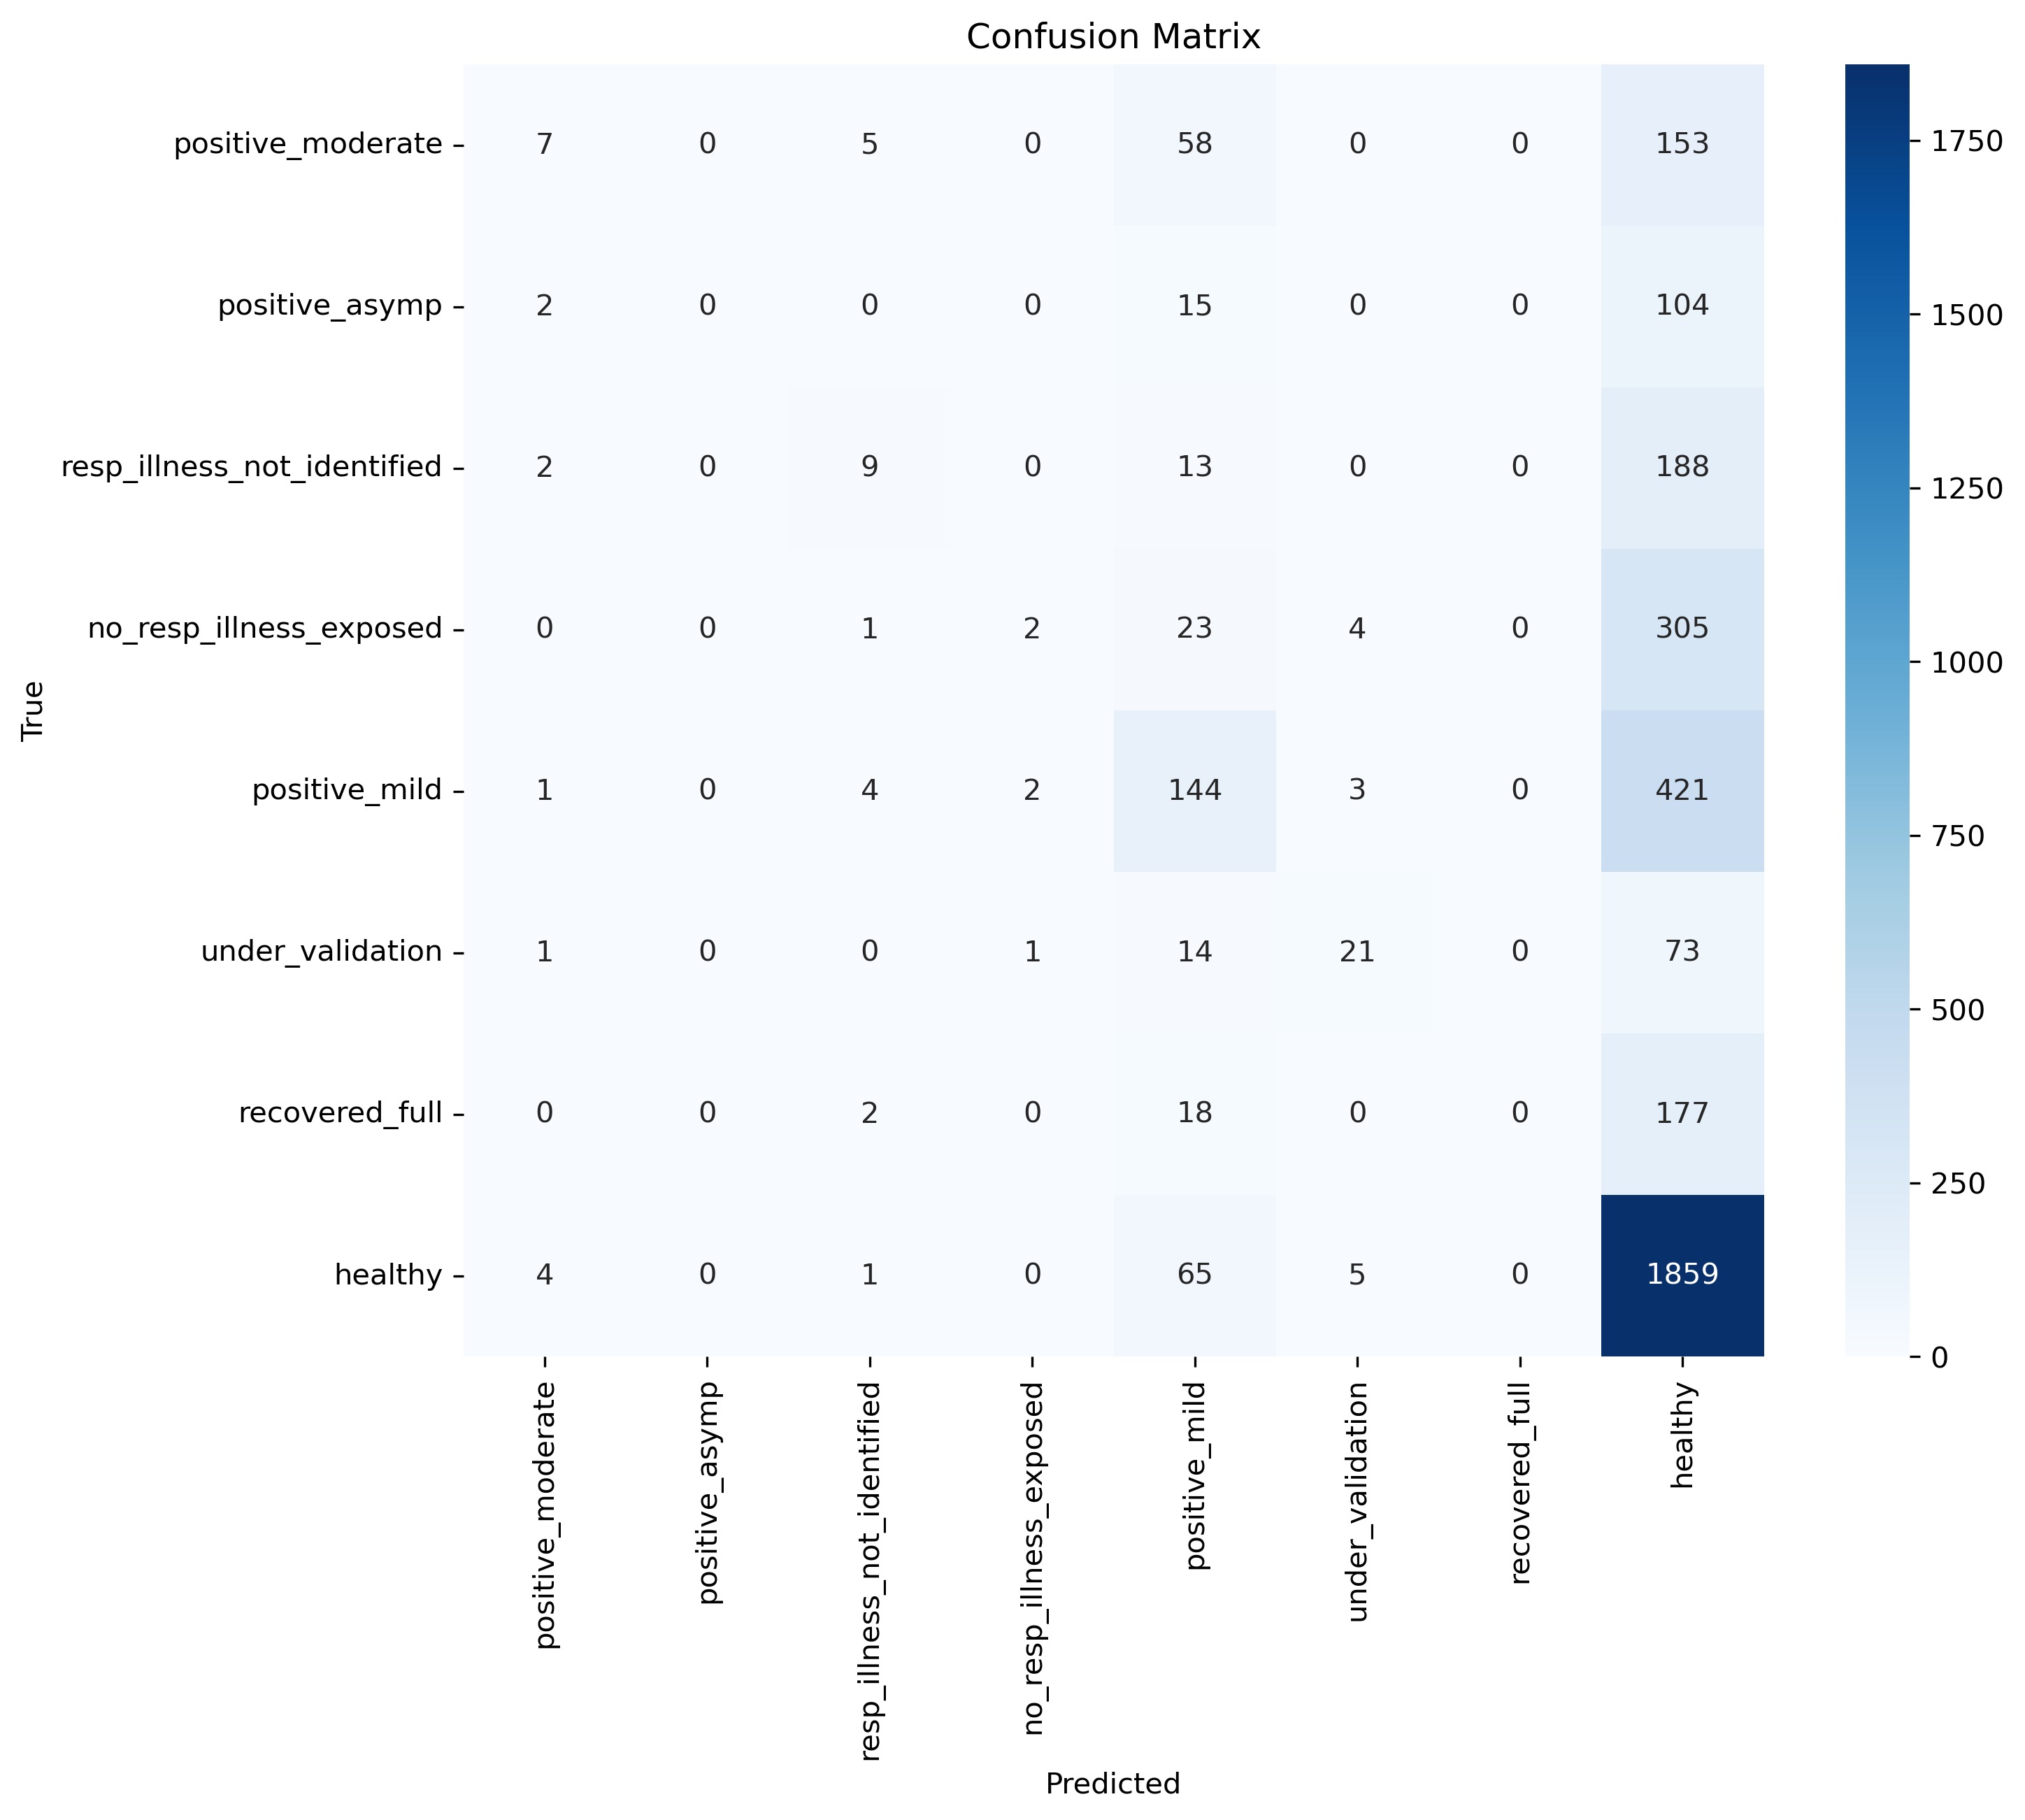 Confusion Matrix
positive_moderate 7 0 5 0 58 0 0 153
positive_asymp 2 0 0 0 15 0 0 104
resp_illness_not_identified 2 0 9 0 13 0 0 188
no_resp_illness_exposed 0 0 1 2 23 4 0 305
positive_mild 1 0 4 2 144 3 0 421
under_validation 1 0 0 1 14 21 0 73
recovered_full 0 0 2 0 18 0 0 177
healthy 4 0 1 0 65 5 0 1859
True
positive_moderate
positive_asymp
resp_illness_not_identified
no_resp_illness_exposed
positive_mild
under_validation
recovered_full
healthy
Predicted
1750
1500
1250
1000
750
500
250
0